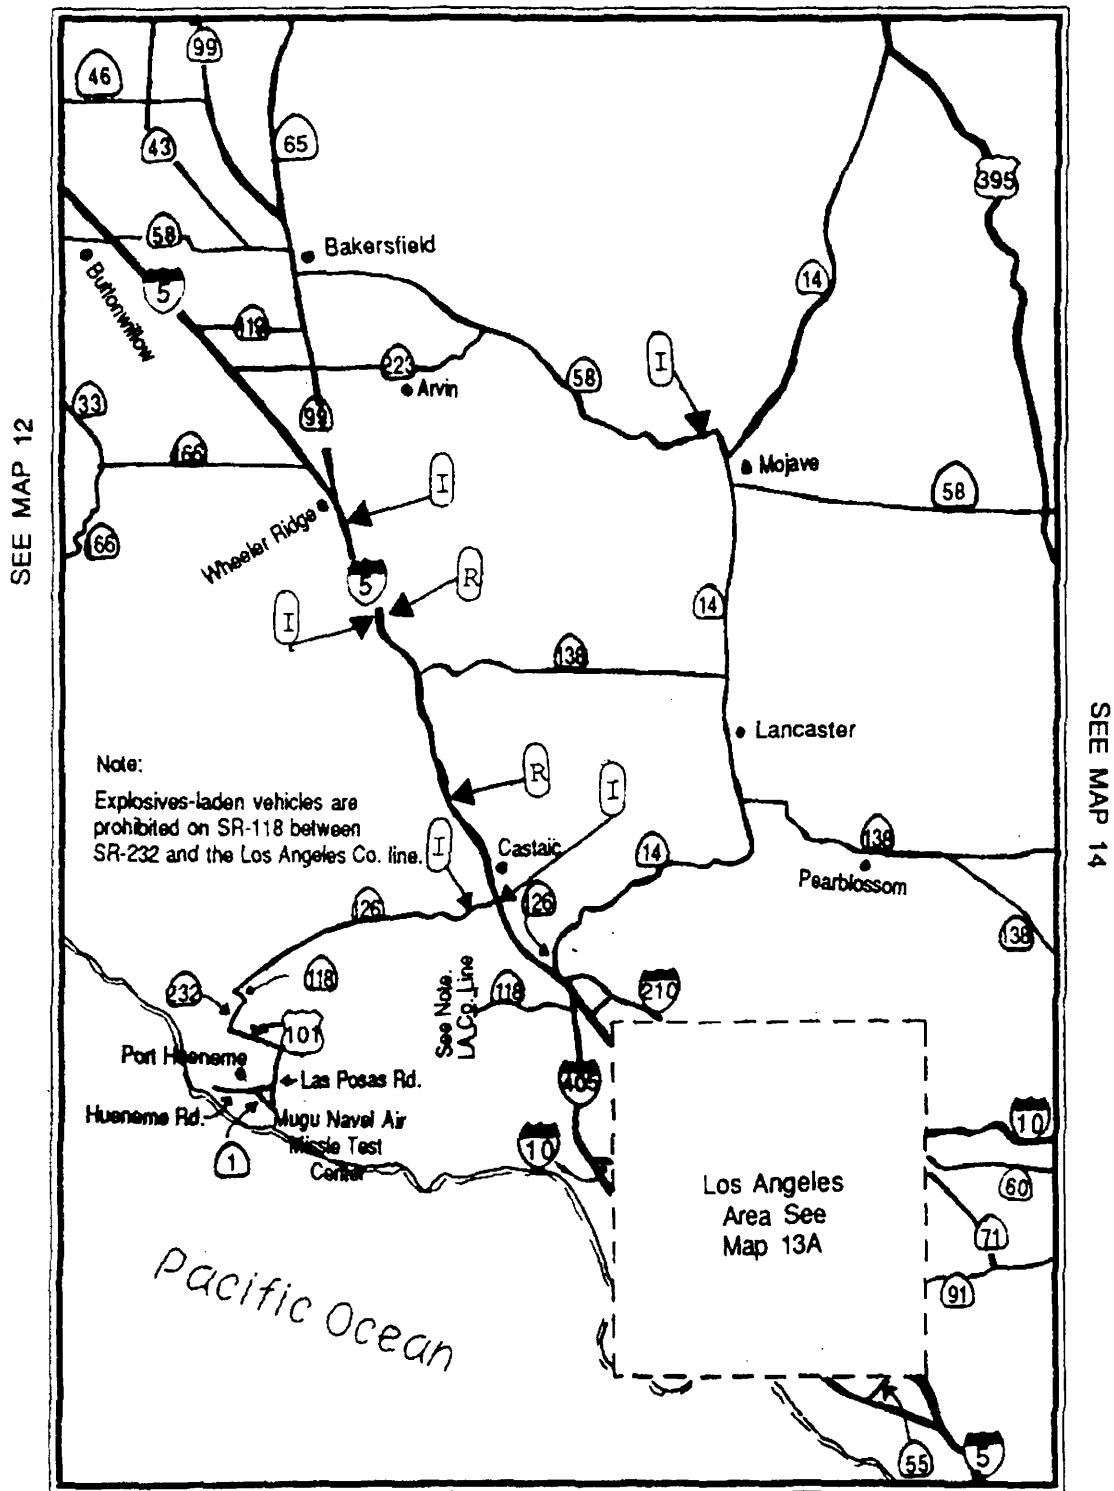 99
46
43
65
395
58
Bakersfield
5
14
Buttonwillow
119
223
58
I
33
Arvin
99
SEE MAP 12
66
Mojave
I
58
Wheeler Ridge
66
5
R
I
14
138
SEE MAP 14
Lancaster
Note:
Explosives-laden vehicles are
prohibited on SR-118 between
SR-232 and the Los Angeles Co. line.
R
I
I
Castaic
14
138
Pearblossom
126
126
138
118
232
See Note.
LA Co. Line
118
210
101
Port Hueneme
Las Posas Rd.
405
Hueneme Rd.
Mugu Naval Air
Missle Test
Center
1
10
10
60
Los Angeles
Area See
Map 13A
71
91
Pacific Ocean
55
5